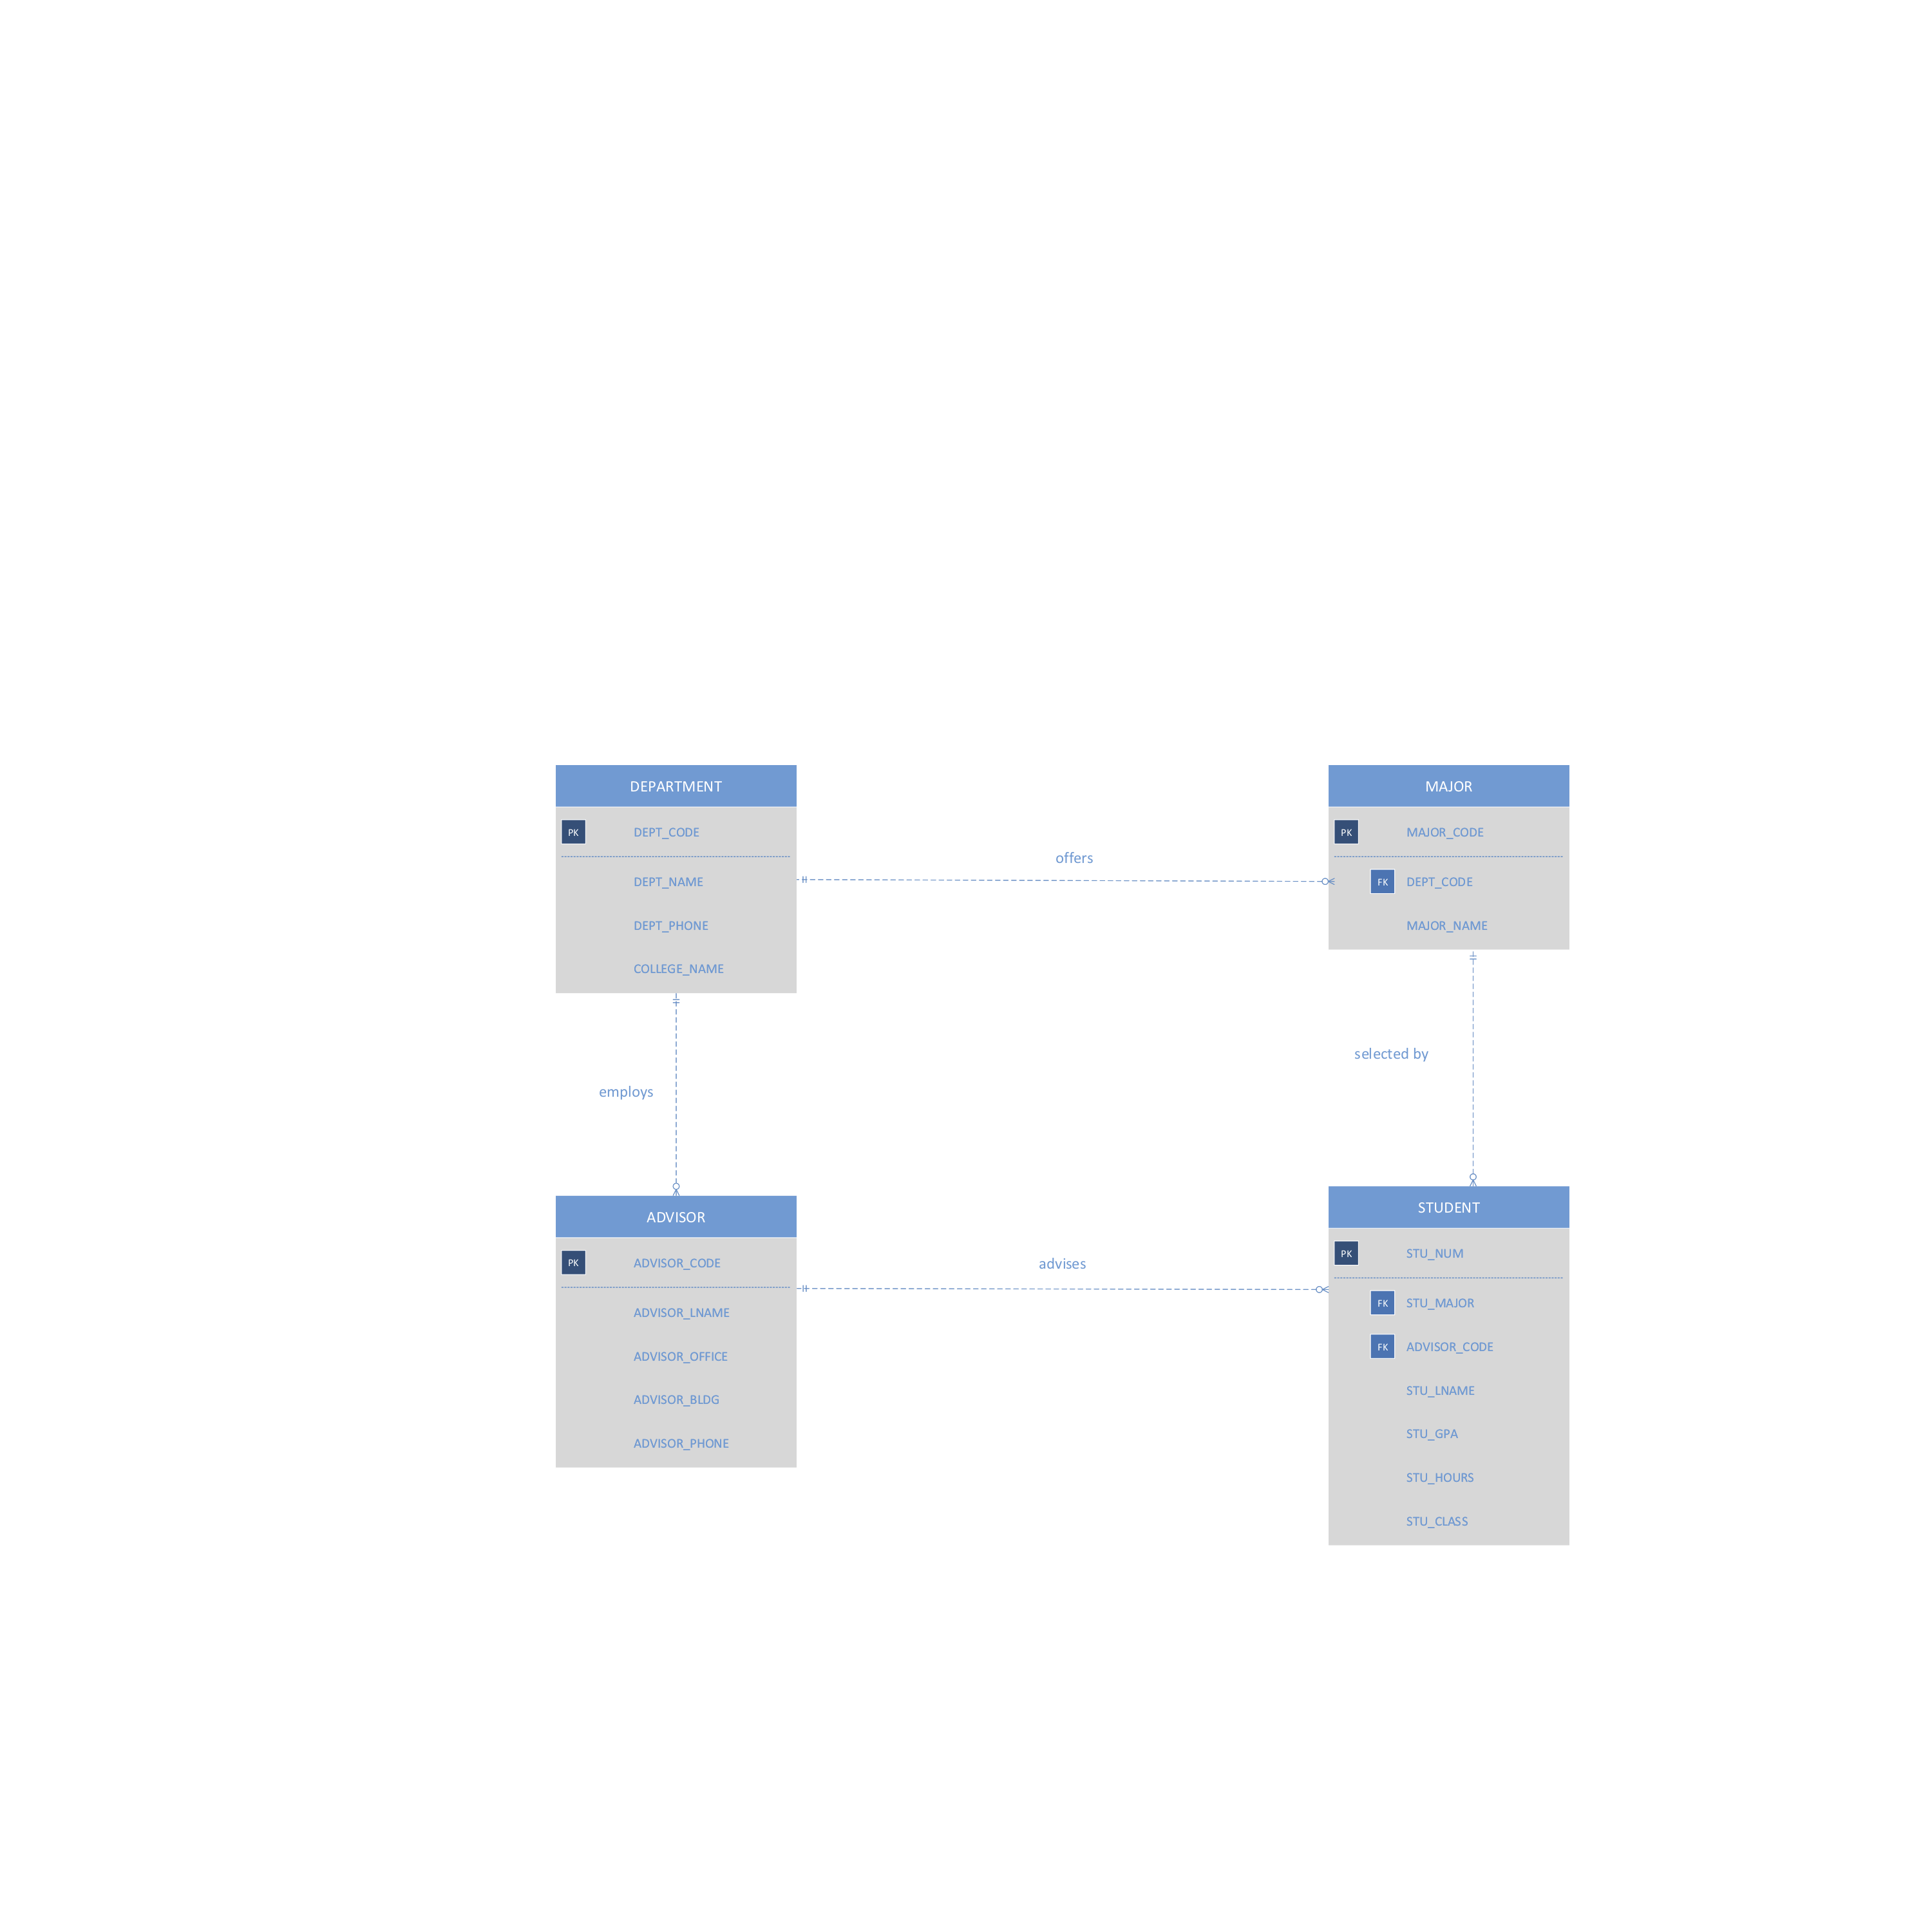 DEPARTMENT
PK DEPT_CODE
DEPT_NAME
DEPT_PHONE
COLLEGE_NAME
offers
MAJOR
PK MAJOR_CODE
FK DEPT_CODE
MAJOR_NAME
employs
selected by
ADVISOR
PK ADVISOR_CODE
ADVISOR_LNAME
ADVISOR_OFFICE
ADVISOR_BLDG
ADVISOR_PHONE
advises
STUDENT
PK STU_NUM
FK STU_MAJOR
FK ADVISOR_CODE
STU_LNAME
STU_GPA
STU_HOURS
STU_CLASS